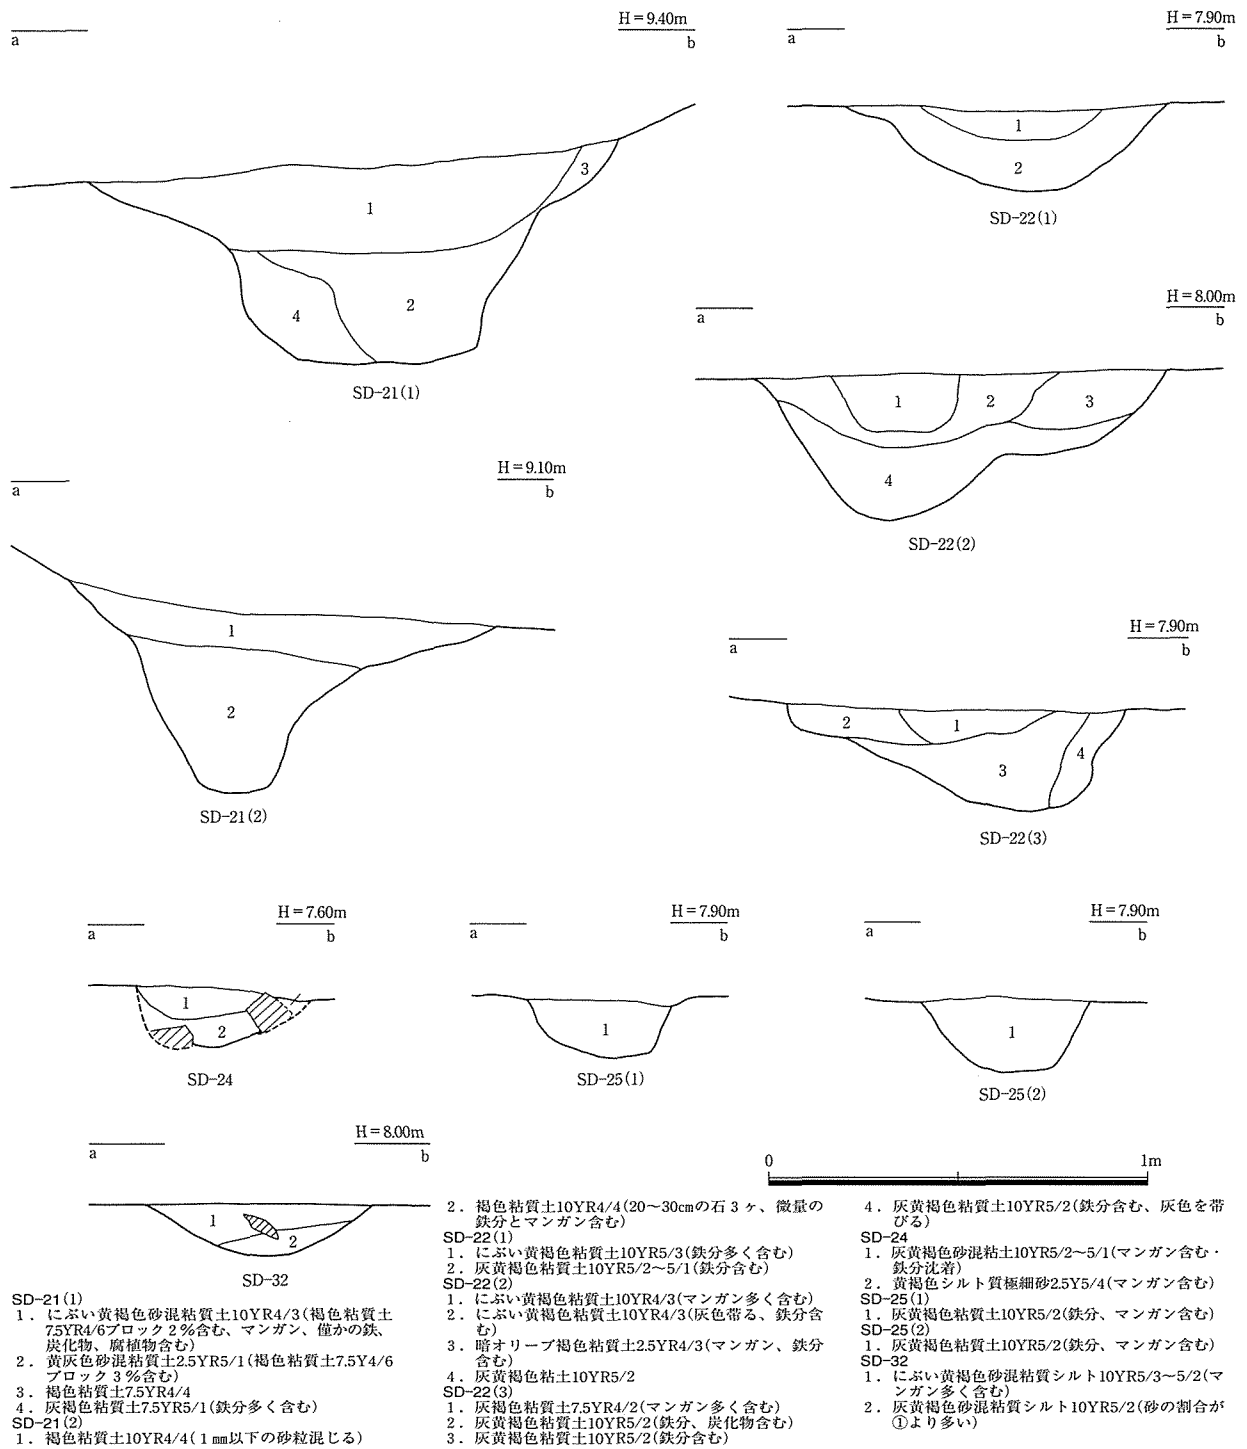 H=9.40m
a
b
1
3
2
4
SD-21(1)
H=7.90m
a
b
1
2
SD-22(1)
H=8.00m
a
b
1
2
3
4
SD-22(2)
H=9.10m
a
b
1
2
SD-21(2)
H=7.90m
a
b
2
1
3
4
SD-22(3)
H=7.60m
a
b
1
2
SD-24
H=7.90m
a
b
1
SD-25(1)
H=7.90m
a
b
1
SD-25(2)
H=8.00m
a
b
1
2
SD-32
0
1m
SD-21(1)
1．にぶい黄褐色砂混粘質土10YR4/3(褐色粘質土
7.5YR4/6ブロック2％含む、マンガン、僅かの鉄、
炭化物、腐植物含む)
2．黄灰色砂混粘質土2.5YR5/1(褐色粘質土7.5Y4/6
ブロック3％含む)
3．褐色粘質土7.5YR4/4
4．灰褐色粘質土7.5YR5/1(鉄分多く含む)
SD-21(2)
1．褐色粘質土10YR4/4(1㎜以下の砂粒混じる)
2．褐色粘質土10YR4/4(20～30㎝の石3ヶ、微量の
鉄分とマンガン含む)
SD-22(1)
1．にぶい黄褐色粘質土10YR5/3(鉄分多く含む)
2．灰黄褐色粘質土10YR5/2～5/1(鉄分含む)
SD-22(2)
1．にぶい黄褐色粘質土10YR4/3(マンガン多く含む)
2．にぶい黄褐色粘質土10YR4/3(灰色帯る、鉄分含
む)
3．暗オリーブ褐色粘質土2.5YR4/3(マンガン、鉄分
含む)
4．灰黄褐色粘土10YR5/2
SD-22(3)
1．灰褐色粘質土7.5YR4/2(マンガン多く含む)
2．灰黄褐色粘質土10YR5/2(鉄分、炭化物含む)
3．灰黄褐色粘質土10YR5/2(鉄分含む)
4．灰黄褐色粘質土10YR5/2(鉄分含む、灰色を帯
びる)
SD-24
1．灰黄褐色砂混粘土10YR5/2～5/1(マンガン含む・
鉄分沈着)
2．黄褐色シルト質極細砂2.5Y5/4(マンガン含む)
SD-25(1)
1．灰黄褐色粘質土10YR5/2(鉄分、マンガン含む)
SD-25(2)
1．灰黄褐色粘質土10YR5/2(鉄分、マンガン含む)
SD-32
1．にぶい黄褐色砂混粘質シルト10YR5/3～5/2(マ
ンガン多く含む)
2．灰黄褐色砂混粘質シルト10YR5/2(砂の割合が
①より多い)